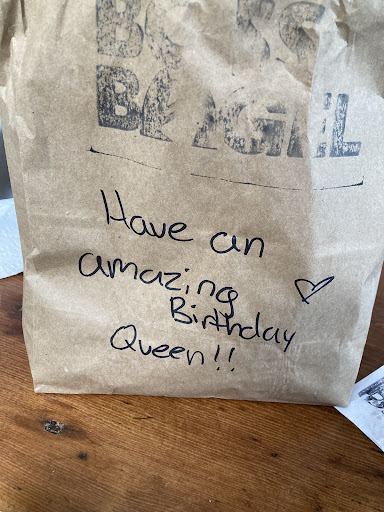 Have an
amazing
Birthday
Queen!!